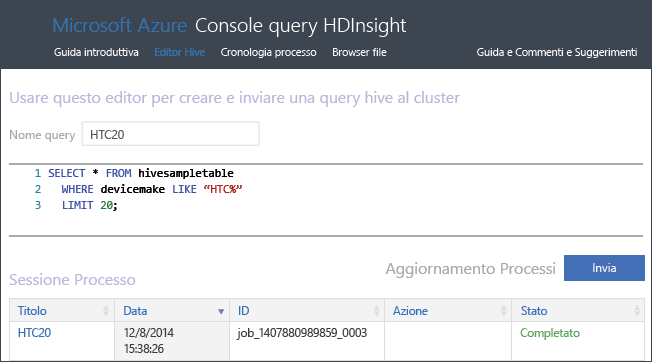 Microsoft Azure Console query HDInsight
Guida introduttiva Editor Hive Cronologia processo Browser file Guida e Commenti e Suggerimenti
Usare questo editor per creare e inviare una query hive al cluster
Nome query HTC20
1 SELECT * FROM hivesampletable
2 WHERE devicemake LIKE “HTC%”
3 LIMIT 20;
Aggiornamento Processi Invia
Sessione Processo
Titolo Data ID Azione Stato
HTC20 12/8/2014 job_1407880989859_0003 Completato
15:38:26